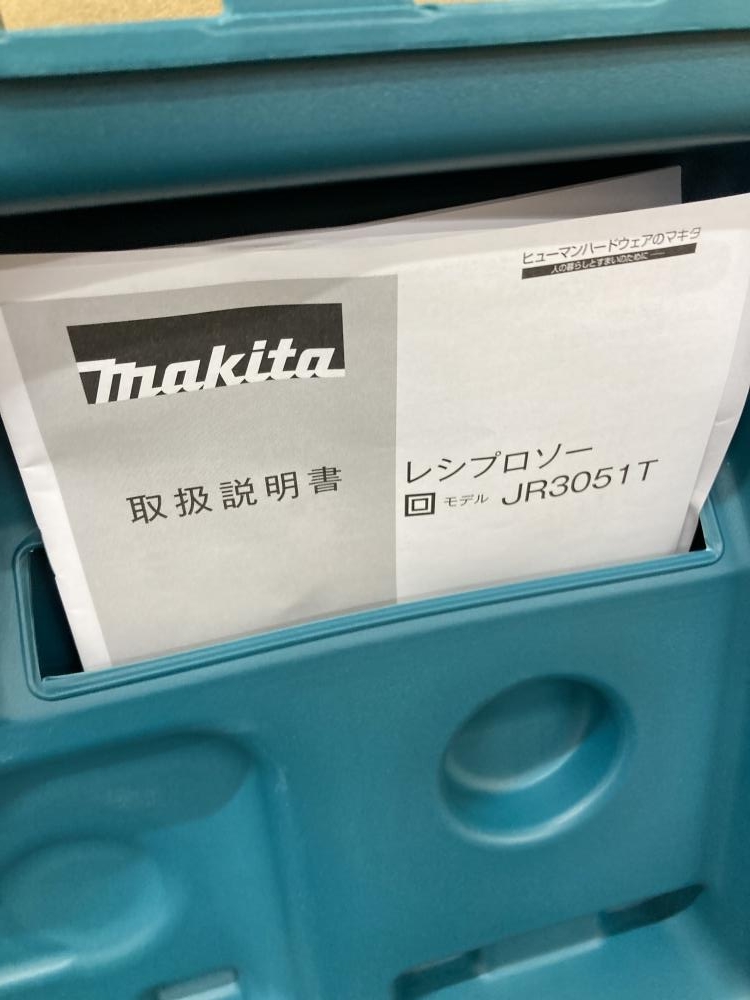 ヒューマンハードウェアのマキタ
人の暮らしとすまいのために
makita
取扱説明書
レシプロソー
モデル JR3051T